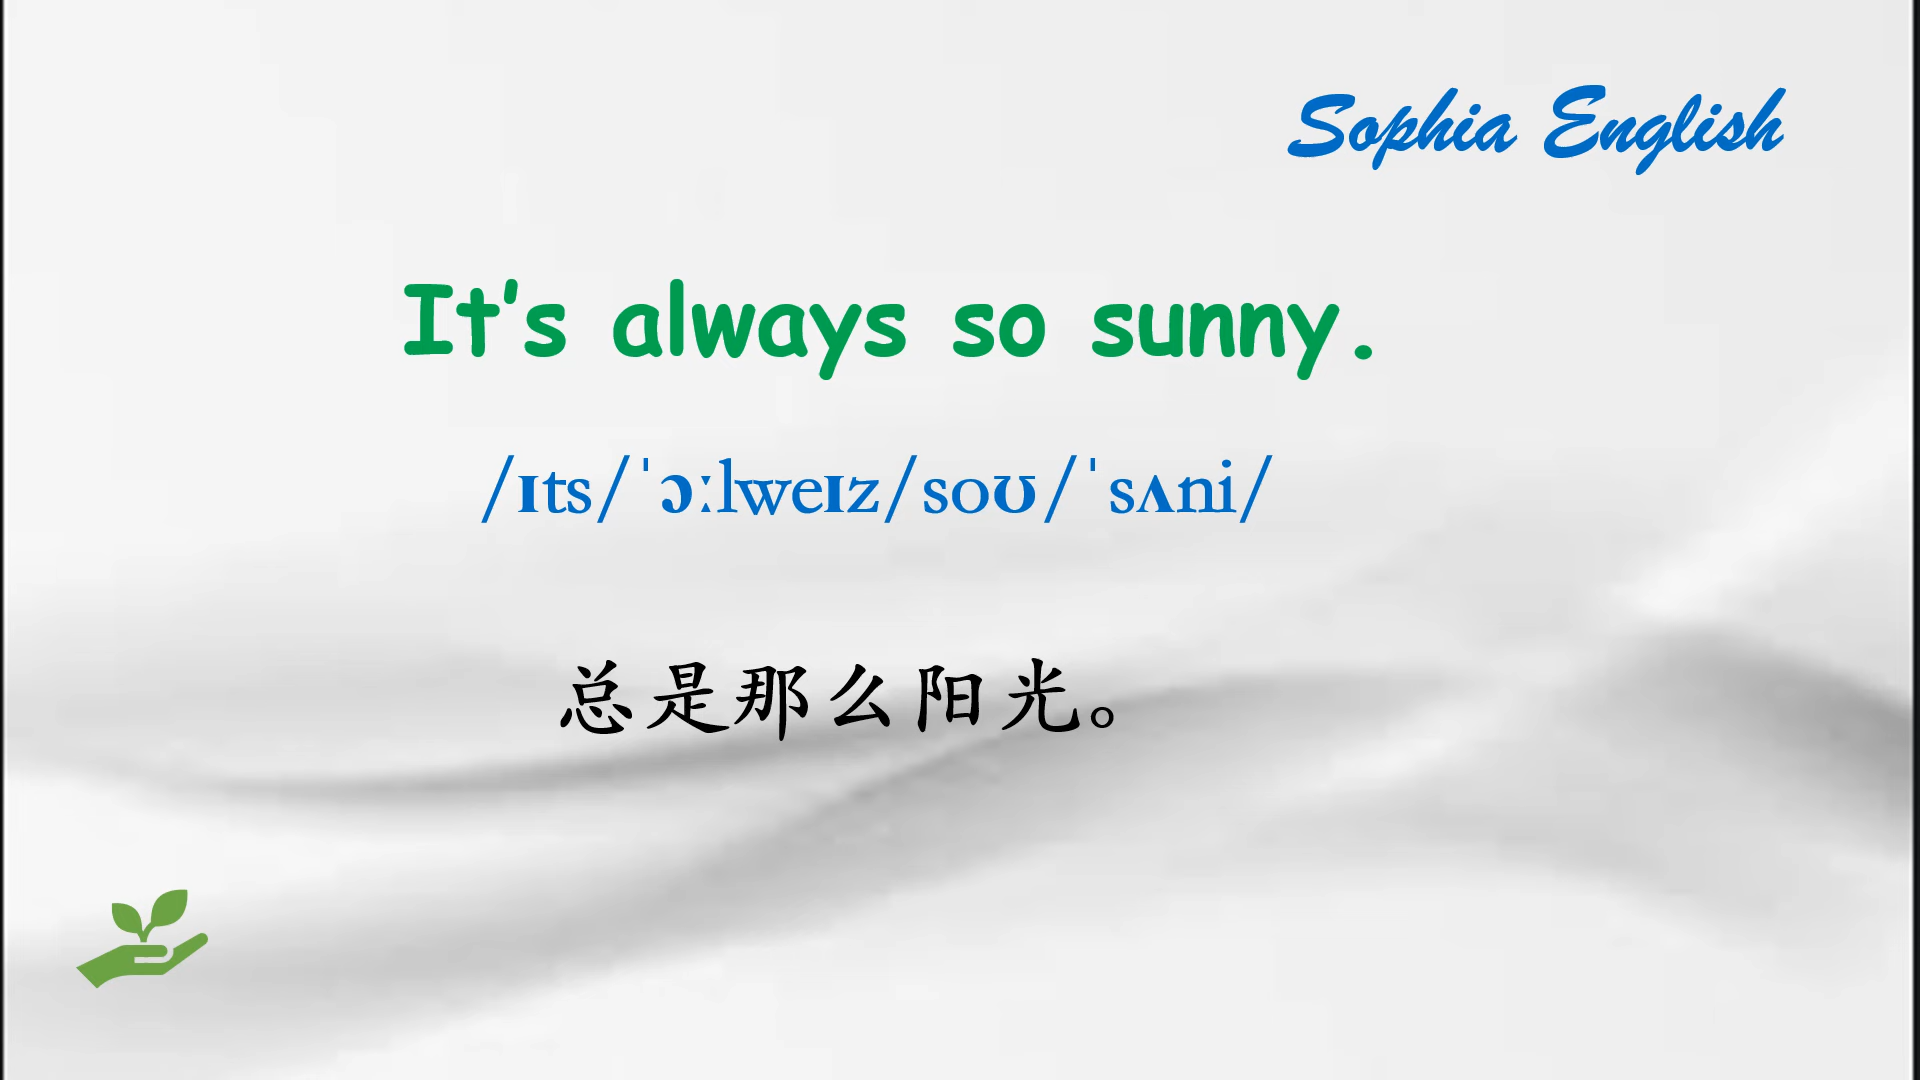 Sophia English
It's always so sunny.
/ɪts/ˈɔːlweɪz/soʊ/ˈsʌni/
总是那么阳光。